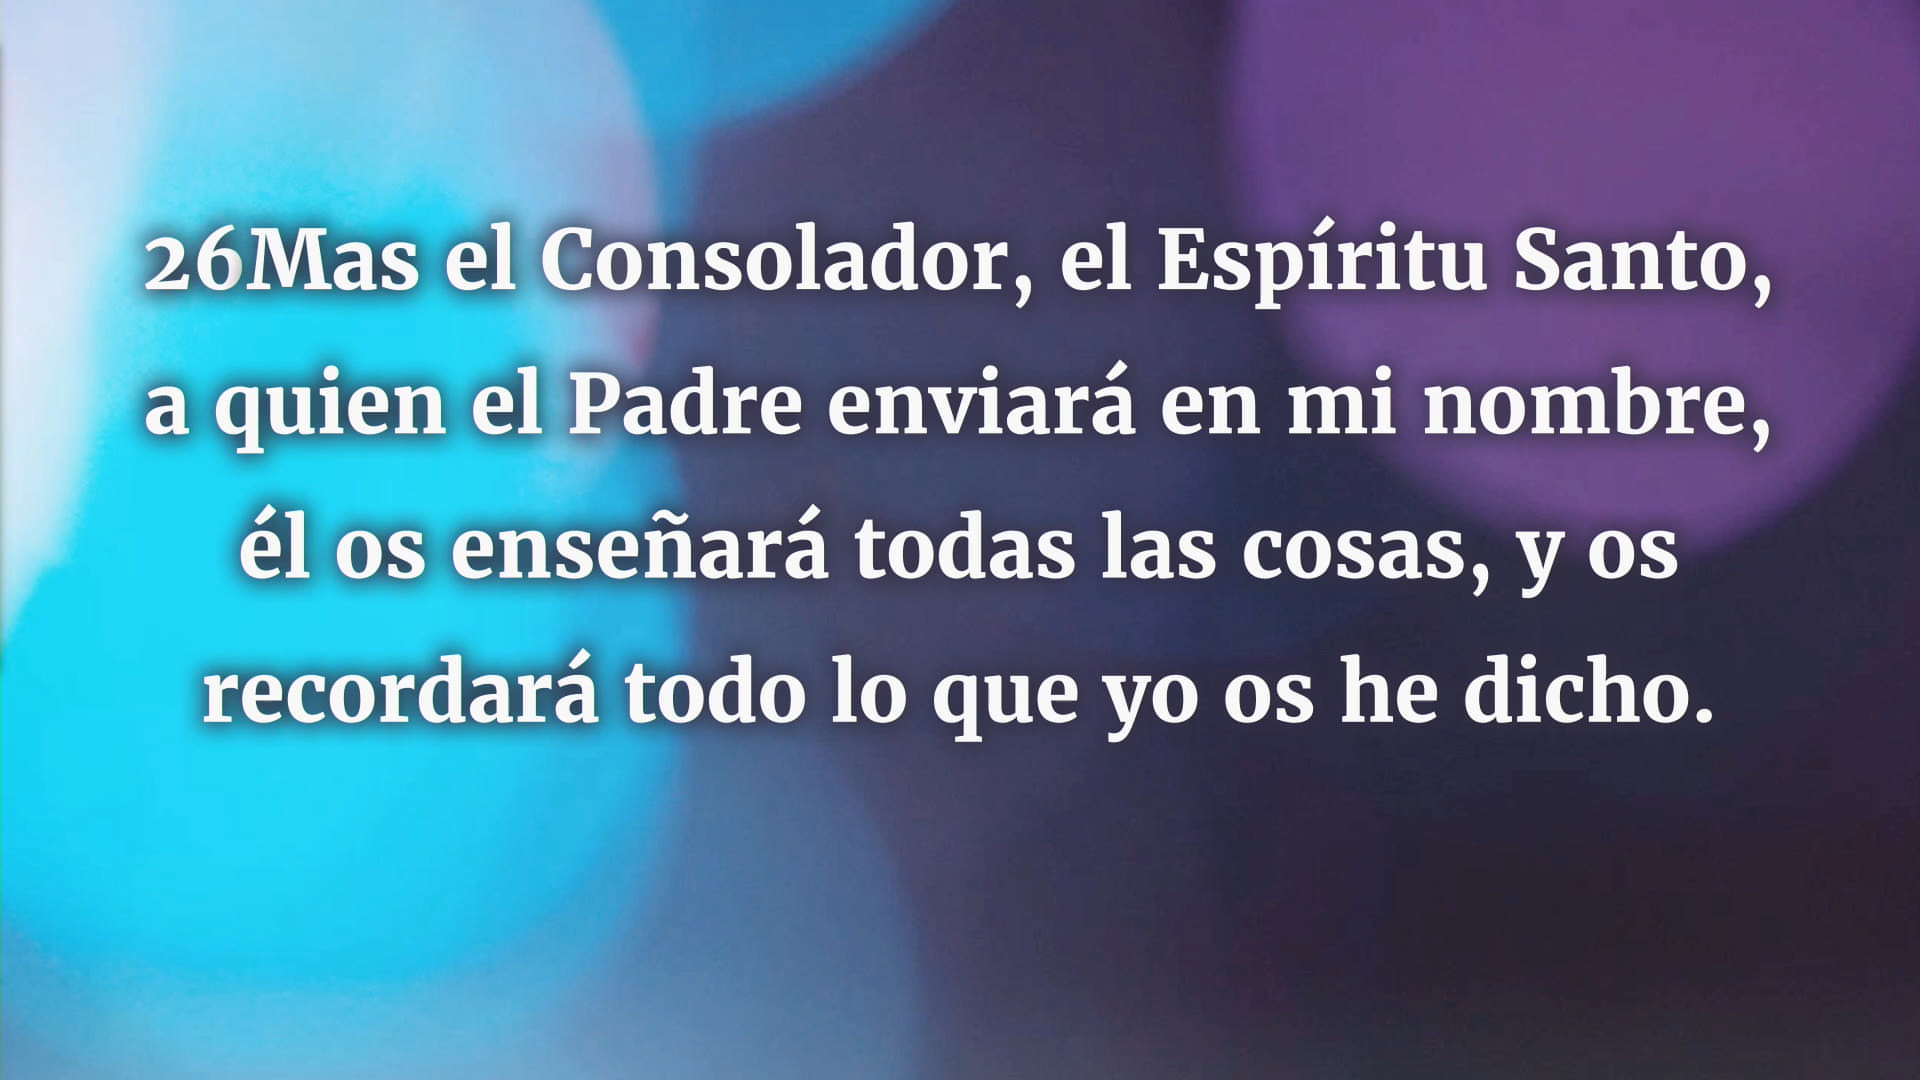 26Mas el Consolador, el Espíritu Santo,
a quien el Padre enviará en mi nombre,
él os enseñará todas las cosas, y os
recordará todo lo que yo os he dicho.